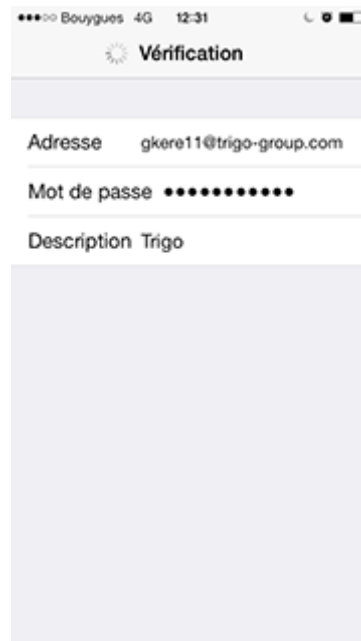 Bouygues 4G 12:31
Vérification
Adresse gkere11@trigo-group.com
Mot de passe •••••••••••
Description Trigo